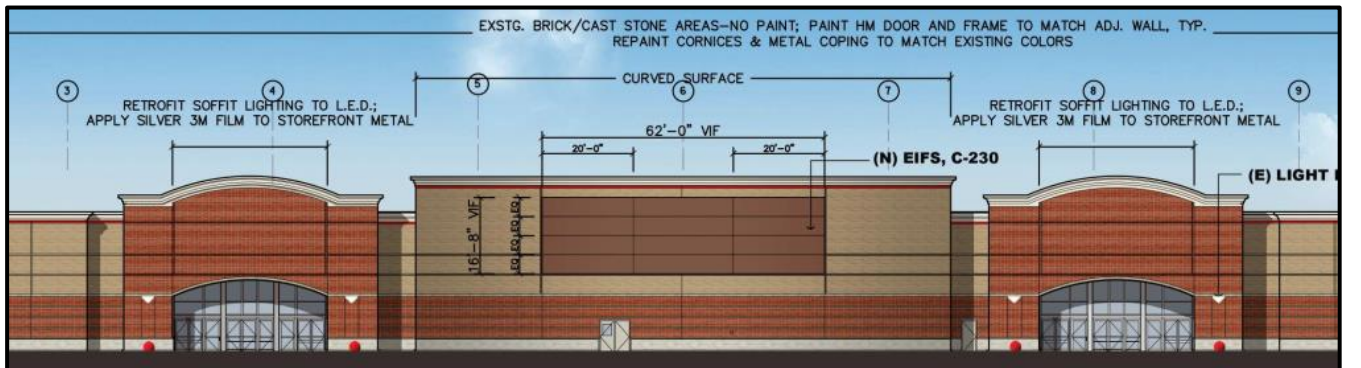 EXSTG. BRICK/CAST STONE AREAS-NO PAINT; PAINT HM DOOR AND FRAME TO MATCH ADJ. WALL, TYP.
REPAINT CORNICES & METAL COPING TO MATCH EXISTING COLORS
CURVED SURFACE
3
4
5
6
7
8
9
RETROFIT SOFFIT LIGHTING TO L.E.D.;
APPLY SILVER 3M FILM TO STOREFRONT METAL
RETROFIT SOFFIT LIGHTING TO L.E.D.;
APPLY SILVER 3M FILM TO STOREFRONT METAL
62'-0" VIF
20'-0"
20'-0"
(N) EIFS, C-230
(E) LIGHT
16'-8" VIF
EQ
EQ
EQ
EQ